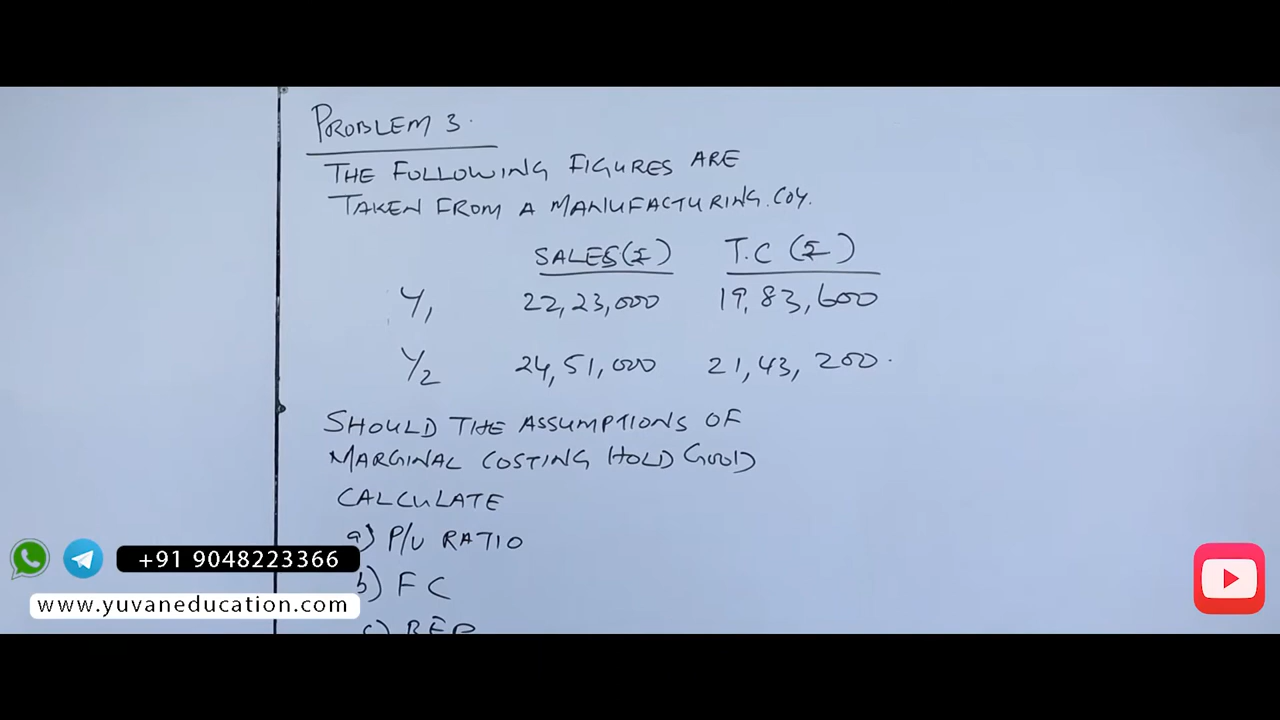 PROBLEM 3.
THE FOLLOWING FIGURES ARE
TAKEN FROM A MANUFACTURING.COY.
SALES(₹) T.C (₹)
Y1 22,23,000 19,83,600
Y2 24,51,000 21,43,200
SHOULD THE ASSUMPTIONS OF
MARGINAL COSTING HOLD GOOD
CALCULATE
a) P/V RATIO
b) F C
c) BEP
+91 9048223366
www.yuvaneducation.com